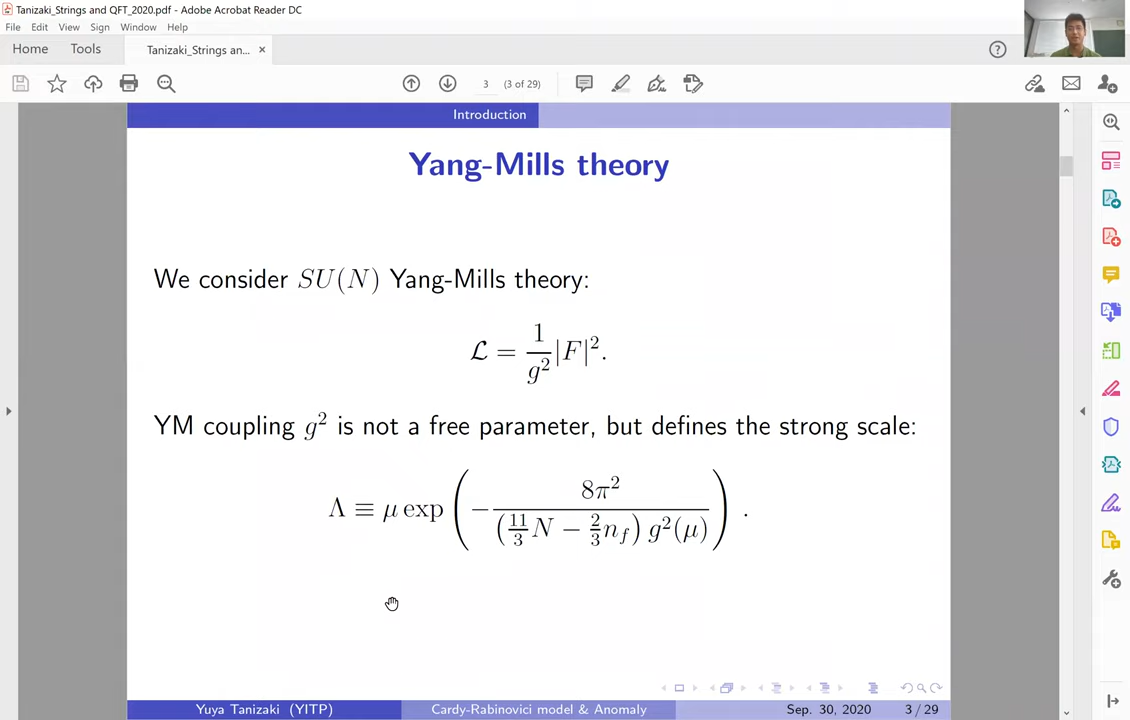 Tanizaki_Strings and QFT_2020.pdf - Adobe Acrobat Reader DC
File Edit View Sign Window Help
Home Tools Tanizaki_Strings an... ×
3 (3 of 29)
Introduction
Yang-Mills theory
We consider SU(N) Yang-Mills theory:
ℒ = 1/g² |F|².
YM coupling g² is not a free parameter, but defines the strong scale:
Λ ≡ μ exp ( − 8π² / ( (11/3 N − 2/3 n_f) g²(μ) ) ) .
Yuya Tanizaki (YITP) Cardy-Rabinovici model & Anomaly Sep. 30, 2020 3 / 29